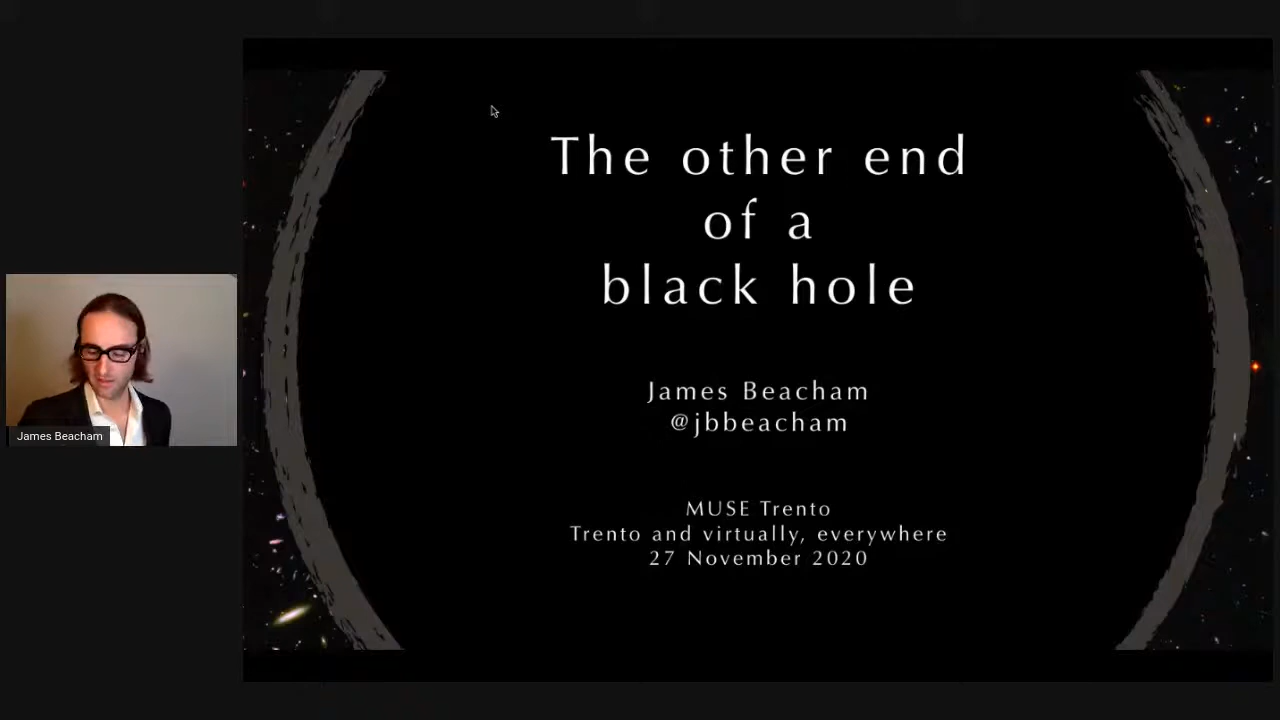 The other end
of a
black hole
James Beacham
@jbbeacham
MUSE Trento
Trento and virtually, everywhere
27 November 2020
James Beacham